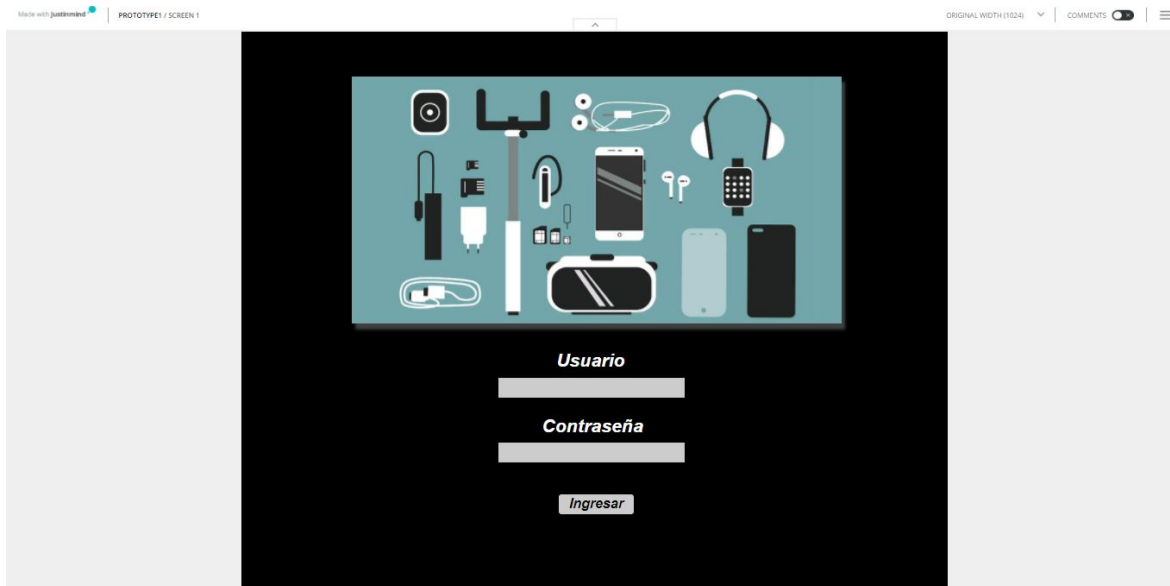 Made with justinmind
PROTOTYPE1 / SCREEN 1
ORIGINAL WIDTH (1024)
COMMENTS
Usuario
Contraseña
Ingresar